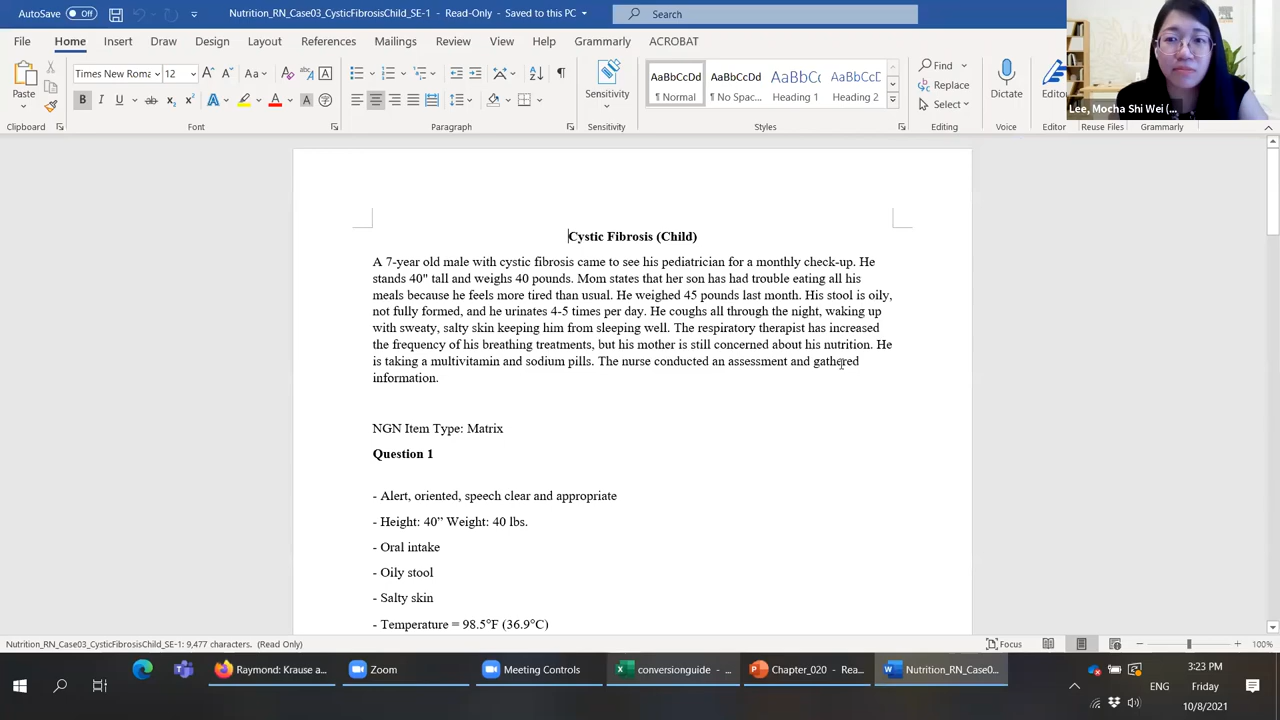 AutoSave Off Nutrition_RN_Case03_CysticFibrosisChild_SE-1 - Read-Only - Saved to this PC Search
File Home Insert Draw Design Layout References Mailings Review View Help Grammarly ACROBAT
Paste Times New Roma 12 Aa Sensitivity AaBbCcDd AaBbCcDd AaBbCc AaBbCcD Find Replace Select Dictate Editor
¶ Normal ¶ No Spac... Heading 1 Heading 2
Lee, Mocha Shi Wei (...
Clipboard Font Paragraph Sensitivity Styles Editing Voice Editor Reuse Files Grammarly
Cystic Fibrosis (Child)
A 7-year old male with cystic fibrosis came to see his pediatrician for a monthly check-up. He
stands 40" tall and weighs 40 pounds. Mom states that her son has had trouble eating all his
meals because he feels more tired than usual. He weighed 45 pounds last month. His stool is oily,
not fully formed, and he urinates 4-5 times per day. He coughs all through the night, waking up
with sweaty, salty skin keeping him from sleeping well. The respiratory therapist has increased
the frequency of his breathing treatments, but his mother is still concerned about his nutrition. He
is taking a multivitamin and sodium pills. The nurse conducted an assessment and gathered
information.
NGN Item Type: Matrix
Question 1
- Alert, oriented, speech clear and appropriate
- Height: 40” Weight: 40 lbs.
- Oral intake
- Oily stool
- Salty skin
- Temperature = 98.5°F (36.9°C)
Nutrition_RN_Case03_CysticFibrosisChild_SE-1: 9,477 characters. (Read Only) Focus 100%
Raymond: Krause a... Zoom Meeting Controls conversionguide - ... Chapter_020 - Rea... Nutrition_RN_Case0...
ENG
3:23 PM
Friday
10/8/2021